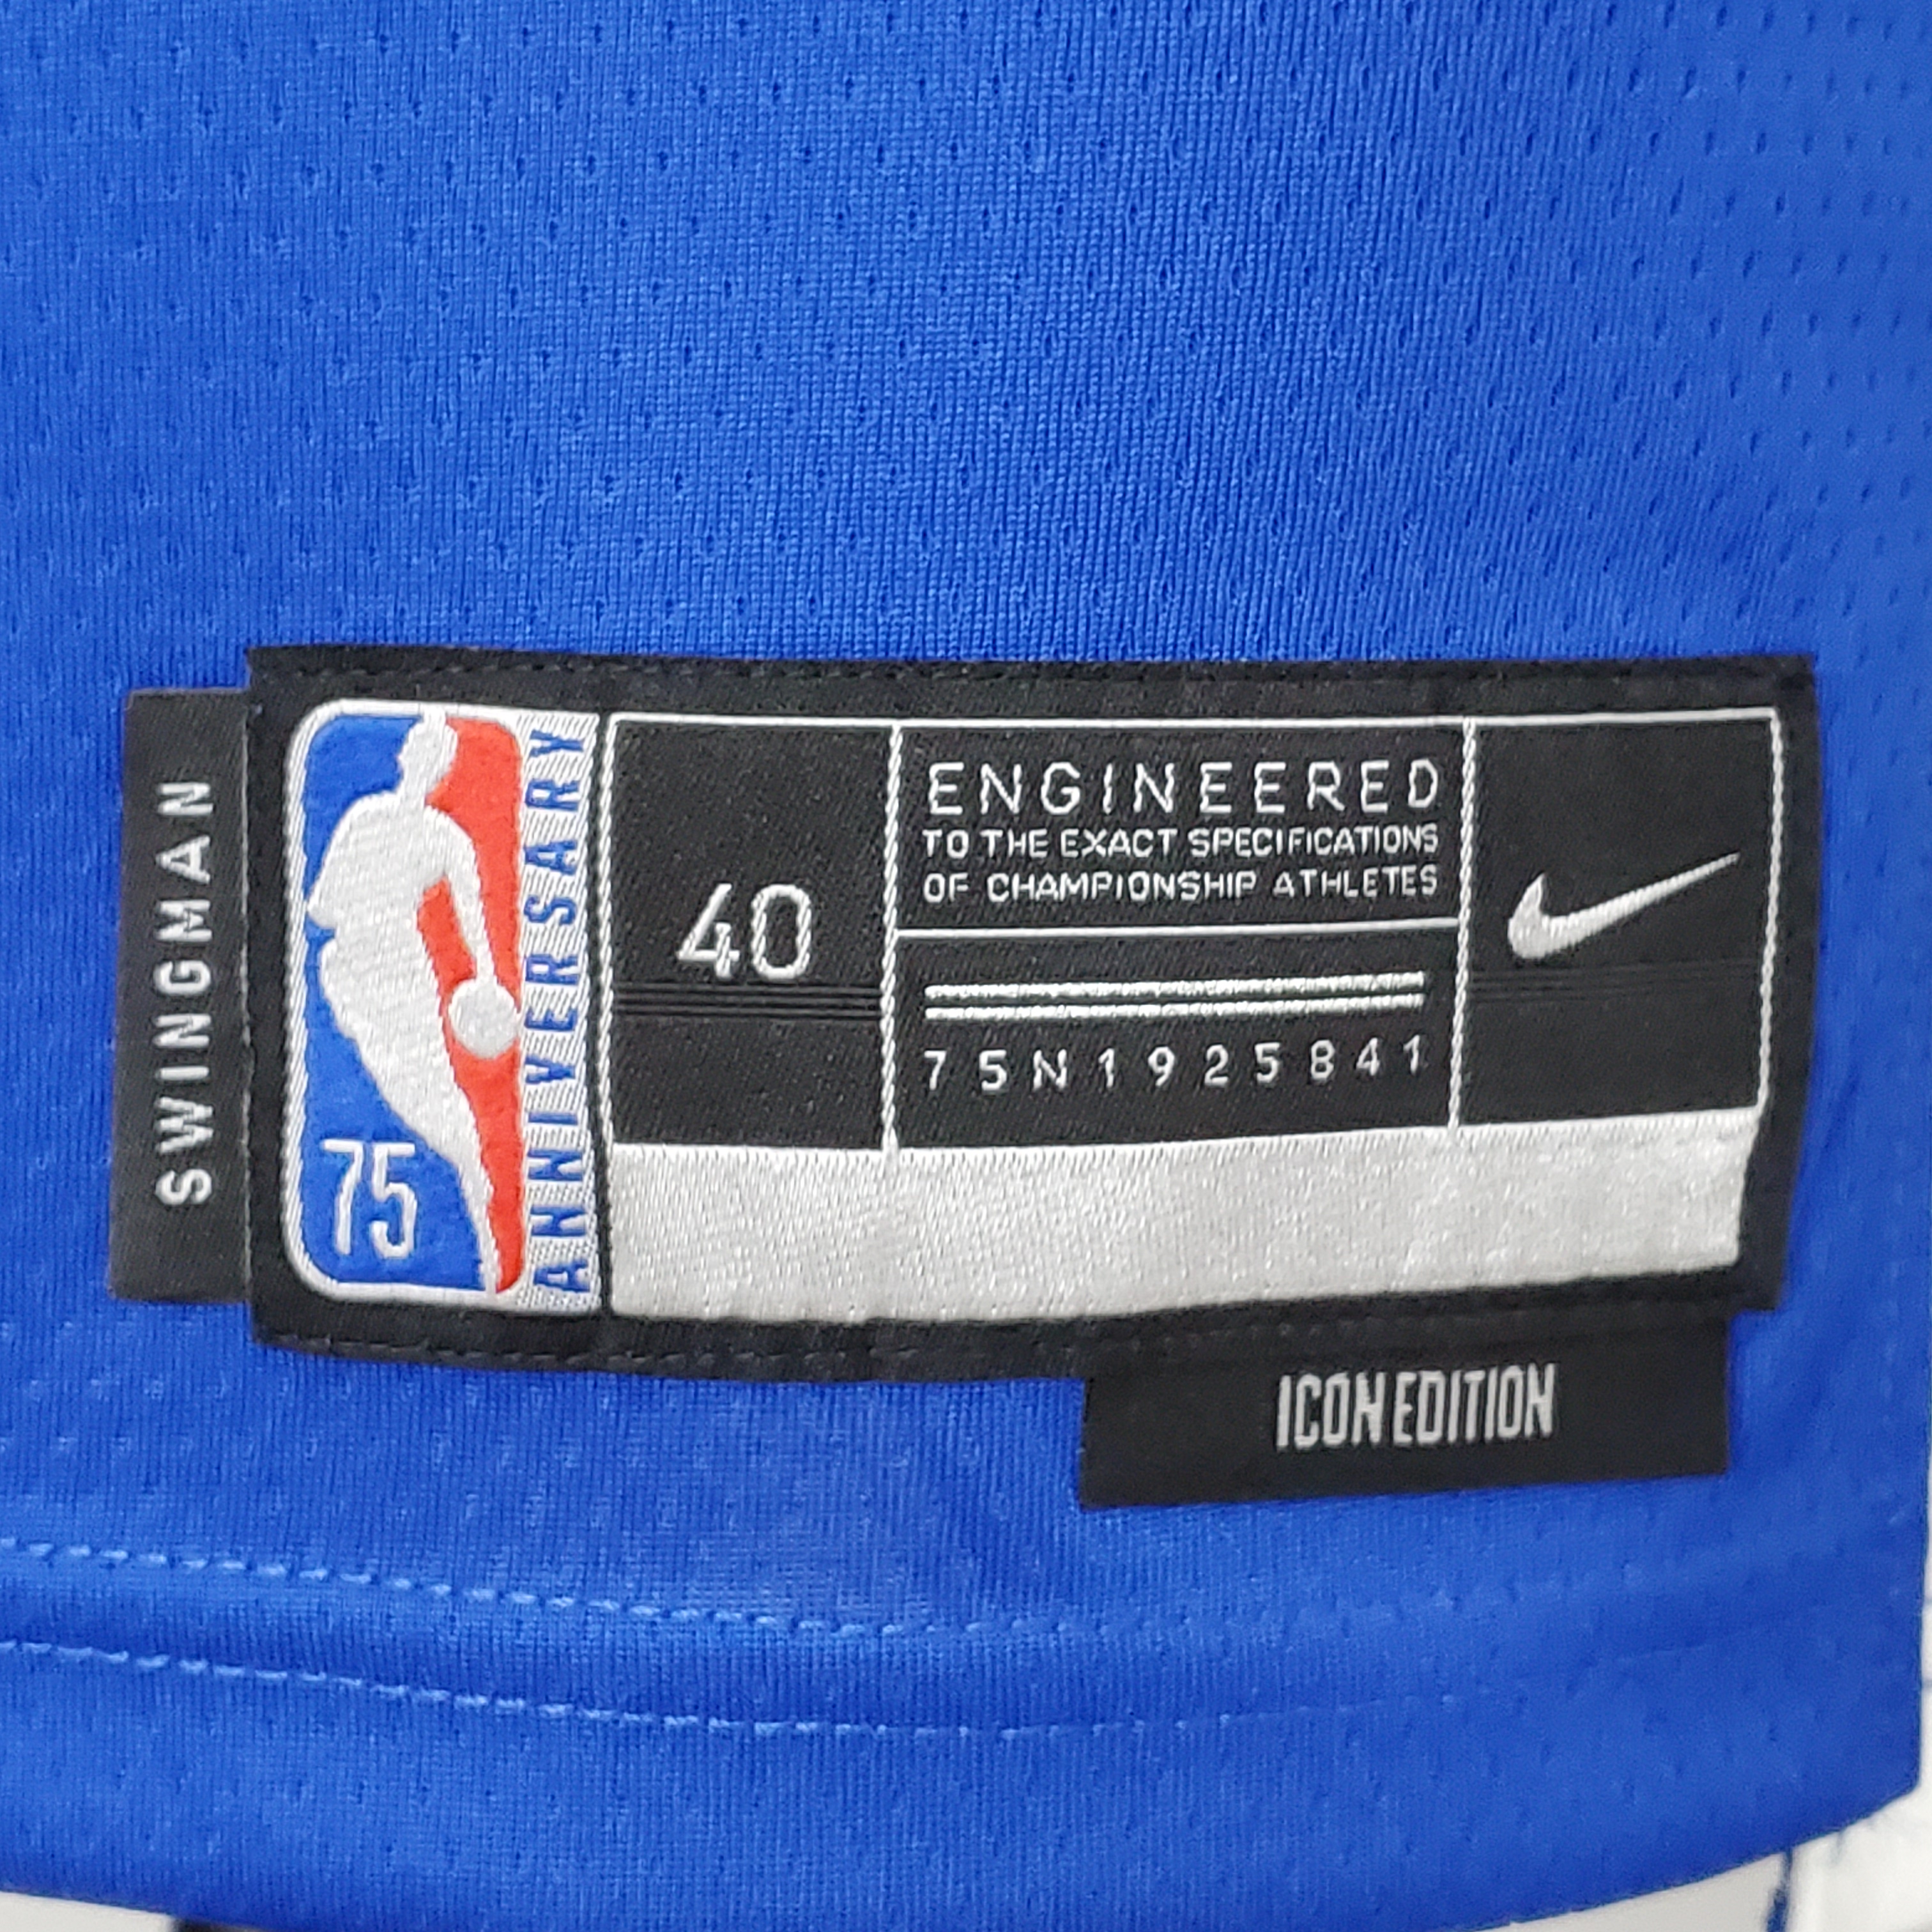 SWINGMAN
75
ANNIVERSARY
40
ENGINEERED
TO THE EXACT SPECIFICATIONS
OF CHAMPIONSHIP ATHLETES
75N1925841
ICON EDITION